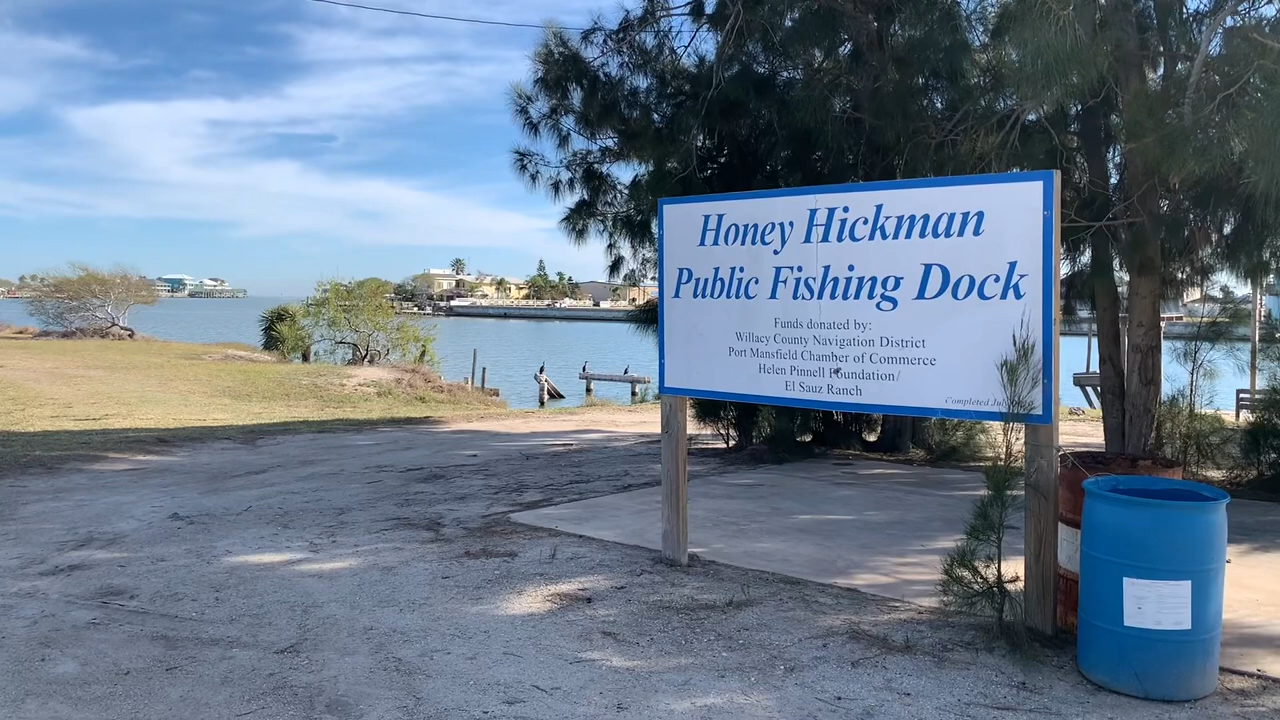 Honey Hickman
Public Fishing Dock
Funds donated by:
Willacy County Navigation District
Port Mansfield Chamber of Commerce
Helen Pinnell Foundation/
El Sauz Ranch
Completed July